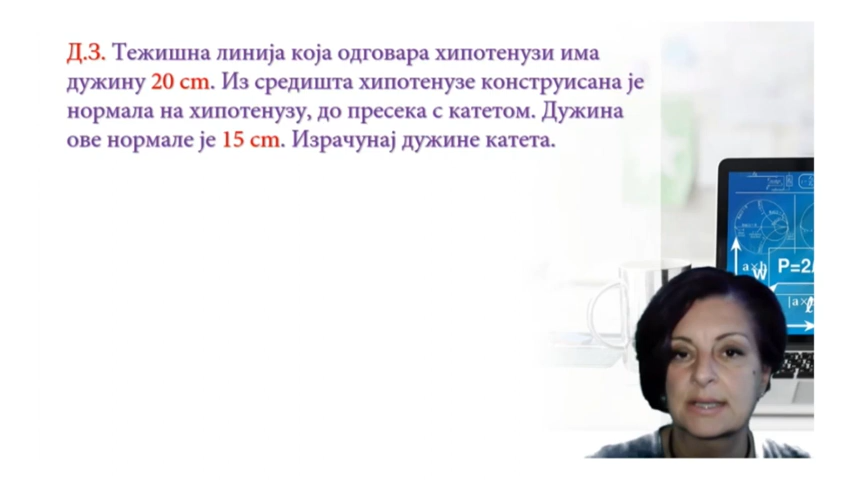 Д.З. Тежишна линија која одговара хипотенузи има
дужину 20 cm. Из средишта хипотенузе конструисана је
нормала на хипотенузу, до пресека с катетом. Дужина
ове нормале је 15 cm. Израчунај дужине катета.
P=2